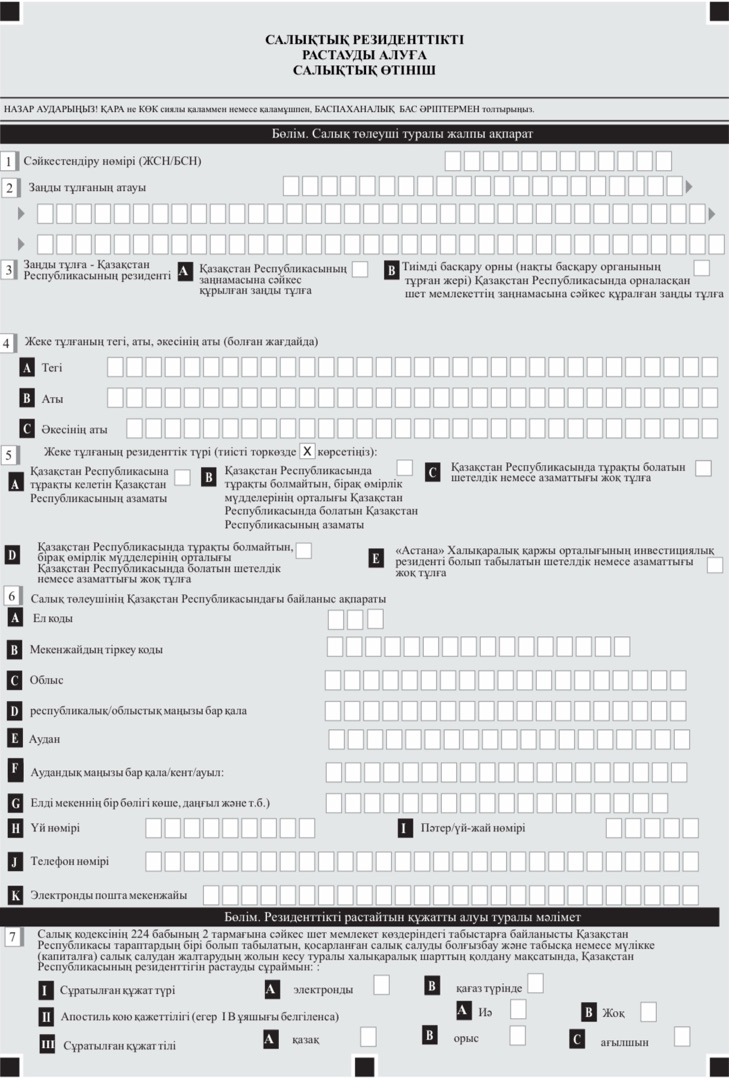 САЛЫҚТЫҚ РЕЗИДЕНТТІКТІ
РАСТАУДЫ АЛУҒА
САЛЫҚТЫҚ ӨТІНІШ
НАЗАР АУДАРЫҢЫЗ! ҚАРА не КӨК сиялы қаламмен немесе қаламұшпен, БАСПАХАНАЛЫҚ БАС ӘРІПТЕРМЕН толтырыңыз.
Бөлім. Салық төлеуші туралы жалпы ақпарат
1 Сәйкестендіру нөмірі (ЖСН/БСН)
2 Заңды тұлғаның атауы
3 Заңды тұлға - Қазақстан
Республикасының резиденті
A Қазақстан Республикасының
заңнамасына сәйкес
құрылған заңды тұлға
B Тиімді басқару орны (нақты басқару органының
тұрған жері) Қазақстан Республикасында орналасқан
шет мемлекеттің заңнамасына сәйкес құралған заңды тұлға
4 Жеке тұлғаның тегі, аты, әкесінің аты (болған жағдайда)
A Тегі
B Аты
C Әкесінің аты
5 Жеке тұлғаның резиденттік түрі (тиісті торкөзде X көрсетіңіз):
A Қазақстан Республикасына
тұрақты келетін Қазақстан
Республикасының азаматы
B Қазақстан Республикасында
тұрақты болмайтын, бірақ өмірлік
мүдделерінің орталығы Қазақстан
Республикасында болатын Қазақстан
Республикасының азаматы
C Қазақстан Республикасында тұрақты болатын
шетелдік немесе азаматтығы жоқ тұлға
D Қазақстан Республикасында тұрақты болмайтын,
бірақ өмірлік мүдделерінің орталығы
Қазақстан Республикасында болатын шетелдік
немесе азаматтығы жоқ тұлға
E «Астана» Халықаралық қаржы орталығының инвестициялық
резиденті болып табылатын шетелдік немесе азаматтығы
жоқ тұлға
6 Салық төлеушінің Қазақстан Республикасындағы байланыс ақпараты
A Ел коды
B Мекенжайдың тіркеу коды
C Облыс
D республикалық/облыстық маңызы бар қала
E Аудан
F Аудандық маңызы бар қала/кент/ауыл:
G Елді мекеннің бір бөлігі көше, даңғыл және т.б.)
H Үй нөмірі
I Пәтер/үй-жай нөмірі
J Телефон нөмірі
K Электронды пошта мекенжайы
Бөлім. Резиденттікті растайтын құжатты алуы туралы мәлімет
7 Салық кодексінің 224 бабының 2 тармағына сәйкес шет мемлекет көздеріндегі табыстарға байланысты Қазақстан
Республикасы тараптардың бірі болып табылатын, қосарланған салық салуды болғызбау және табысқа немесе мүлікке
(капиталға) салық салудан жалтарудың жолын кесу туралы халықаралық шарттың қолдану мақсатында, Қазақстан
Республикасының резиденттігін растауды сұраймын: :
I Сұратылған құжат түрі A электронды B қағаз түрінде
II Апостиль кою қажеттілігі (егер I B ұяшығы белгіленса) A Иә B Жоқ
III Сұратылған құжат тілі A қазақ B орыс C ағылшын